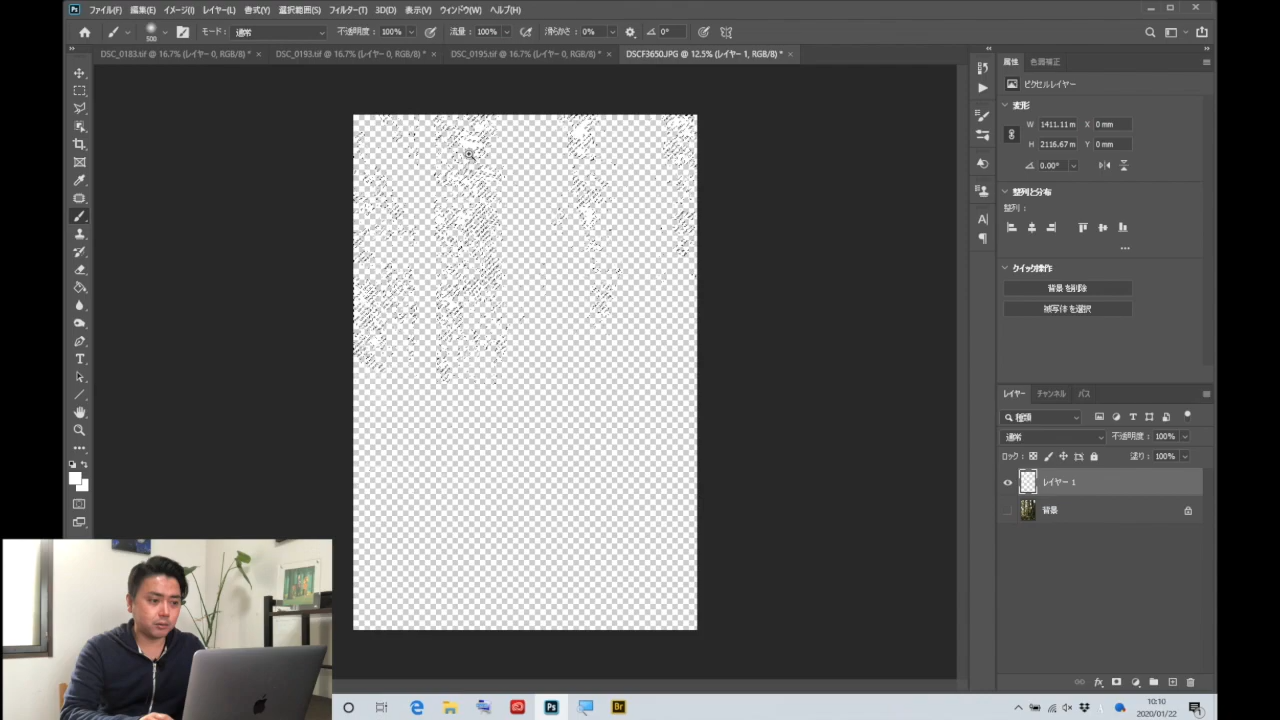 Ps ファイル(F) 編集(E) イメージ(I) レイヤー(L) 書式(Y) 選択範囲(S) フィルター(T) 3D(D) 表示(V) ウィンドウ(W) ヘルプ(H)
500 モード: 通常 不透明度: 100% 流量: 100% 滑らかさ: 0% 0°
DSC_0183.tif @ 16.7% (レイヤー 0, RGB/8) * × DSC_0193.tif @ 16.7% (レイヤー 0, RGB/8) * × DSC_0195.tif @ 16.7% (レイヤー 0, RGB/8) * × DSCF3650.JPG @ 12.5% (レイヤー 1, RGB/8) * ×
属性 色調補正
ピクセルレイヤー
変形
W 1411.11 m X 0 mm
H 2116.67 m Y 0 mm
0.00°
整列と分布
整列:
クイック操作
背景を削除
被写体を選択
レイヤー チャンネル パス
種類
通常 不透明度: 100%
ロック: 塗り: 100%
レイヤー 1
背景
fx
Ps Br
10:10
2020/01/22